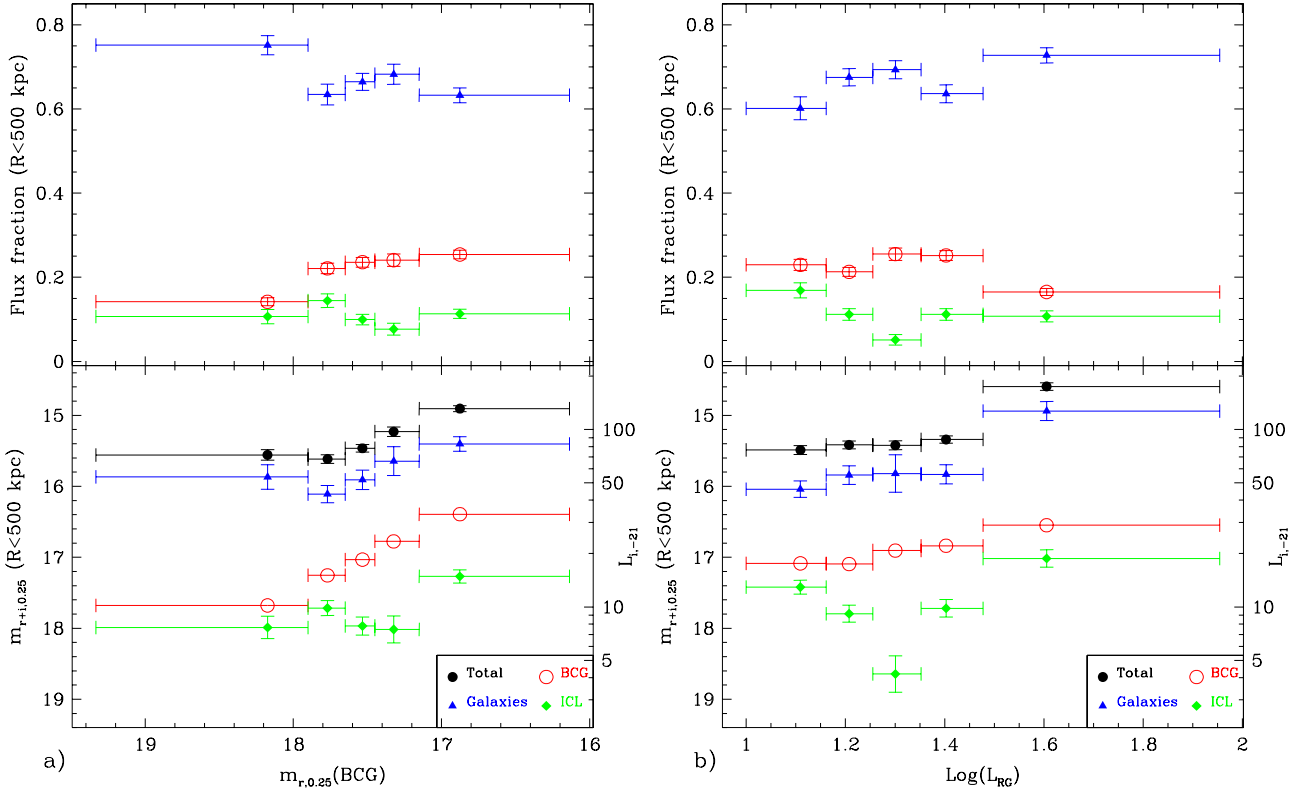 Flux fraction (R<500 kpc)
0.8
0.6
0.4
0.2
0
Flux fraction (R<500 kpc)
0.8
0.6
0.4
0.2
0
m_{r+i,0.25} (R<500 kpc)
15
16
17
18
19
100
50
10
5
L_{i,-21}
Total
BCG
Galaxies
ICL
19
18
17
16
a)
m_{r,0.25}(BCG)
m_{r+i,0.25} (R<500 kpc)
15
16
17
18
19
100
50
10
5
L_{i,-21}
Total
BCG
Galaxies
ICL
1
1.2
1.4
1.6
1.8
2
b)
Log(L_{RG})